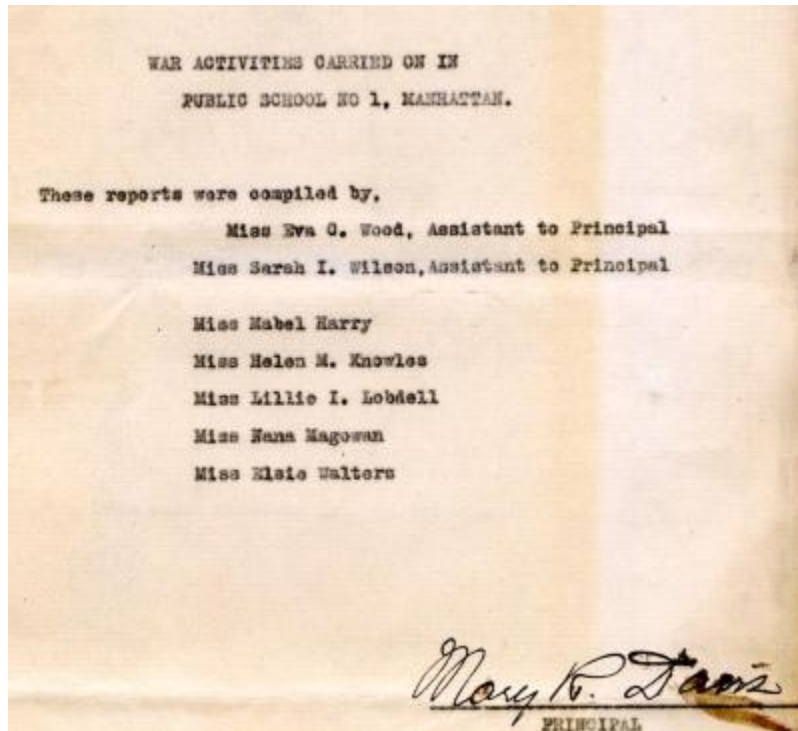 WAR ACTIVITIES CARRIED ON IN
PUBLIC SCHOOL NO 1, MANHATTAN.
These reports were compiled by,
Miss Eva G. Wood, Assistant to Principal
Miss Sarah I. Wilson, Assistant to Principal
Miss Mabel Harry
Miss Helen M. Knowles
Miss Lillie I. Lobdell
Miss Nana Magowan
Miss Elsie Walters
Mary R. Davis
PRINCIPAL